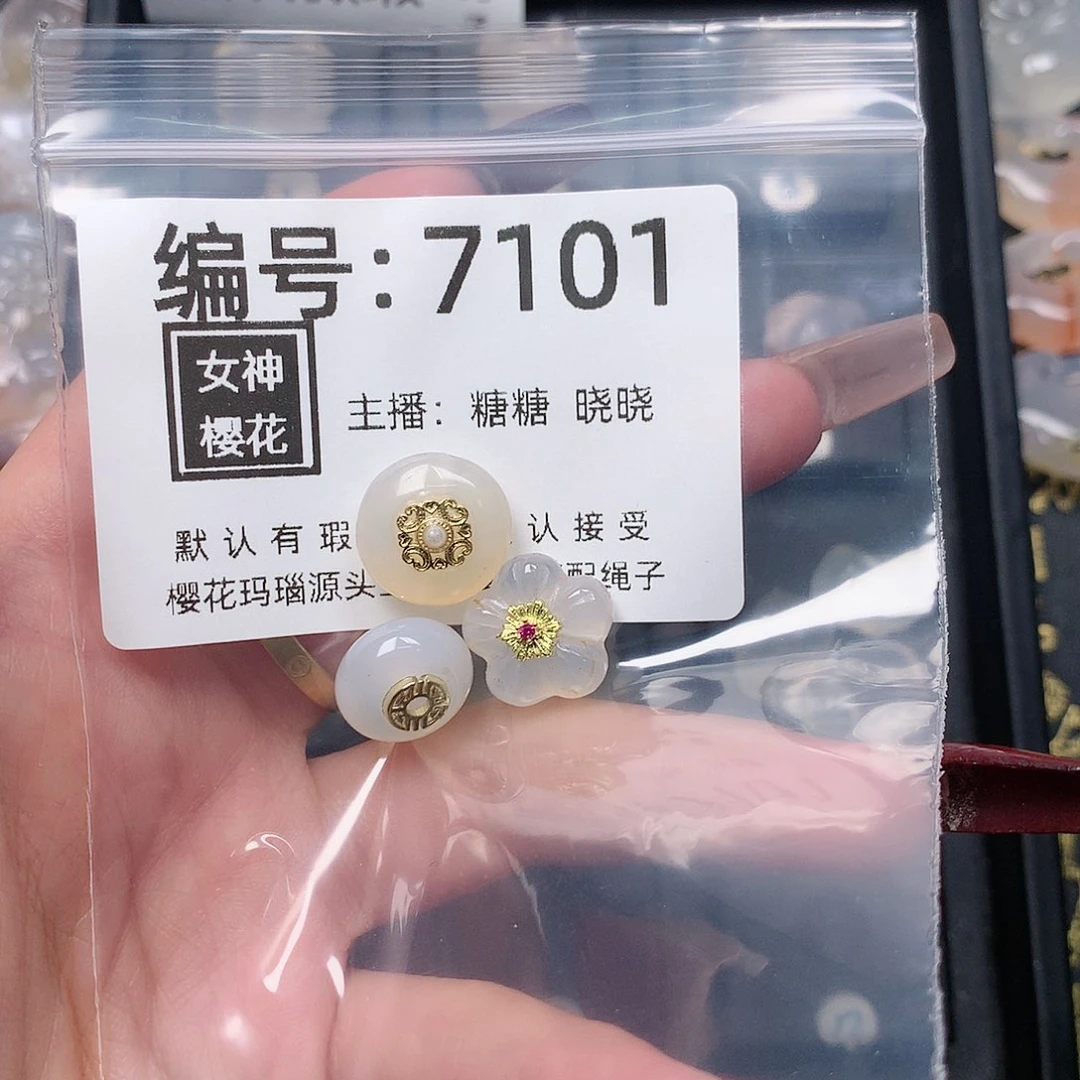 编号:7101
女神
樱花
主播: 糖糖 晓晓
默认有瑕 认接受
樱花玛瑙源头 配绳子